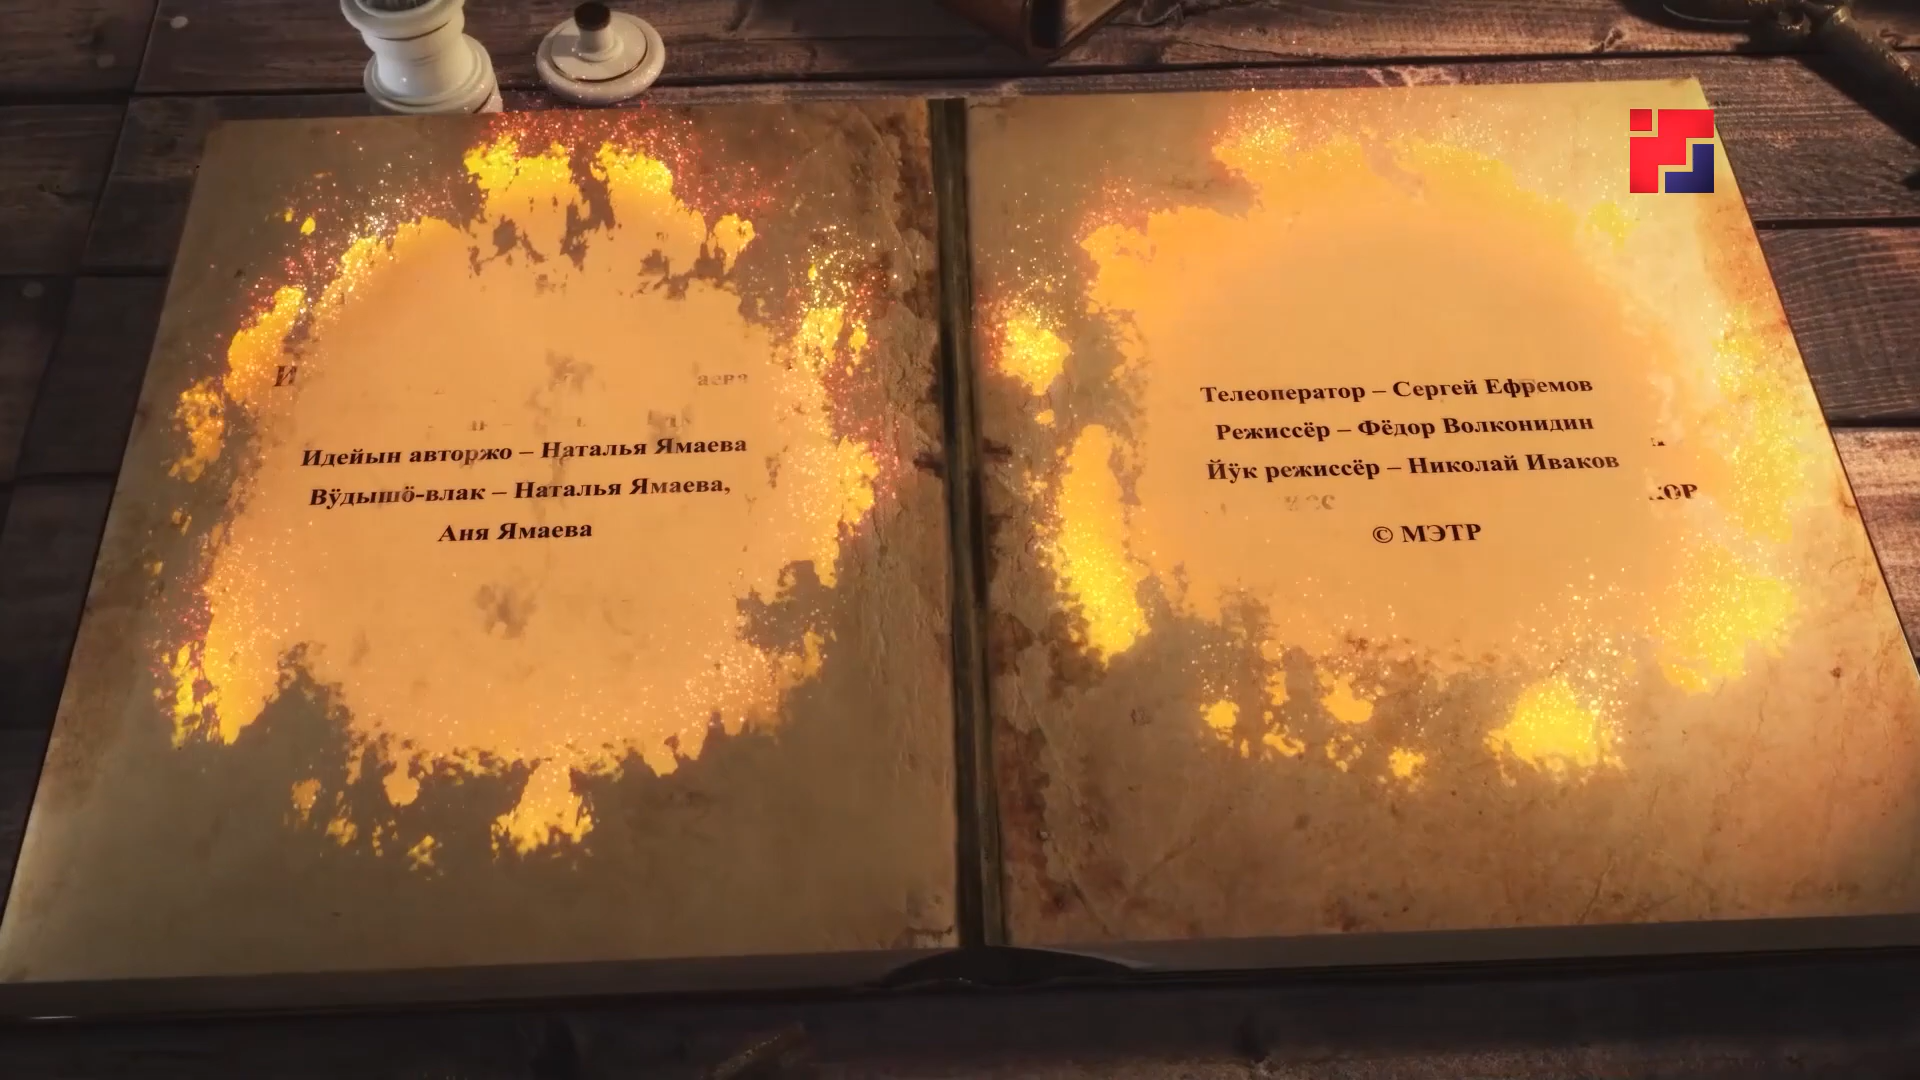 Идейын авторжо – Наталья Ямаева
Вӱдышӧ-влак – Наталья Ямаева,
Аня Ямаева
Телеоператор – Сергей Ефремов
Режиссёр – Фёдор Волконидин
Йӱк режиссёр – Николай Иваков
© МЭТР